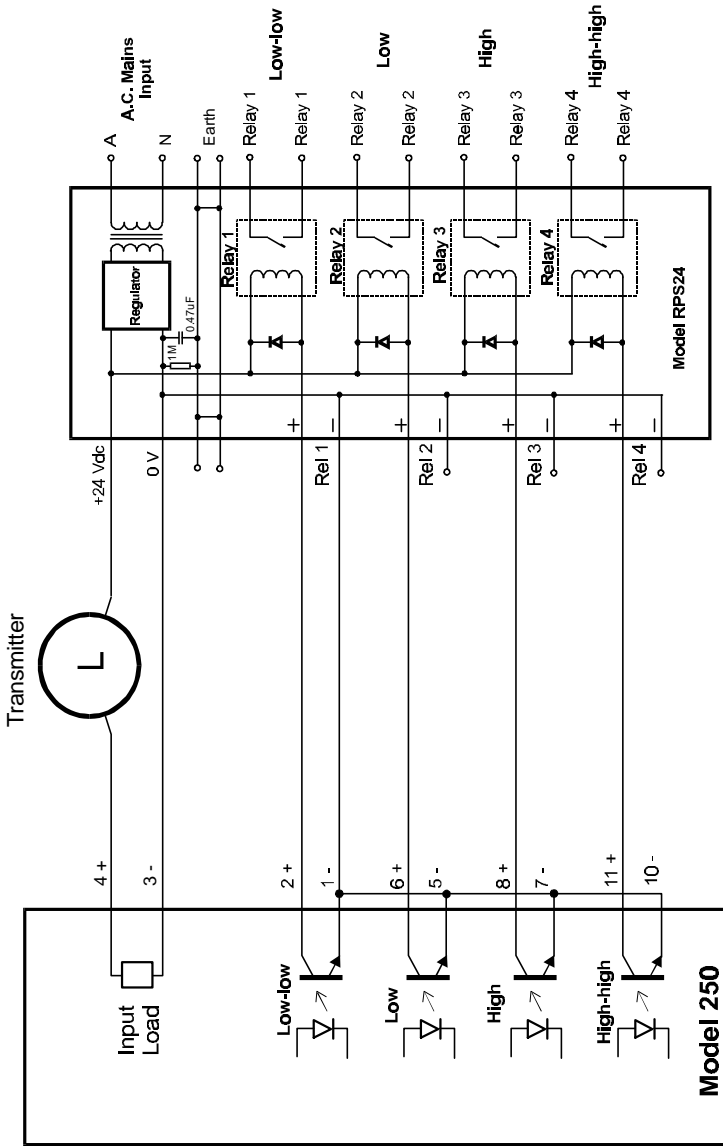 Transmitter
L
4 +
3 -
Input
Load
+24 Vdc
0 V
Regulator
1M
0.47uF
A
N
A.C. Mains
Input
Earth
Low-low
2 +
1 -
+
Rel 1 –
Relay 1
Relay 1
Relay 1
Low-low
Low
6 +
5 -
+
Rel 2 –
Relay 2
Relay 2
Relay 2
Low
High
8 +
7 -
+
Rel 3 –
Relay 3
Relay 3
Relay 3
High
High-high
11 +
10 -
+
Rel 4 –
Relay 4
Relay 4
Relay 4
High-high
Model 250
Model RPS24